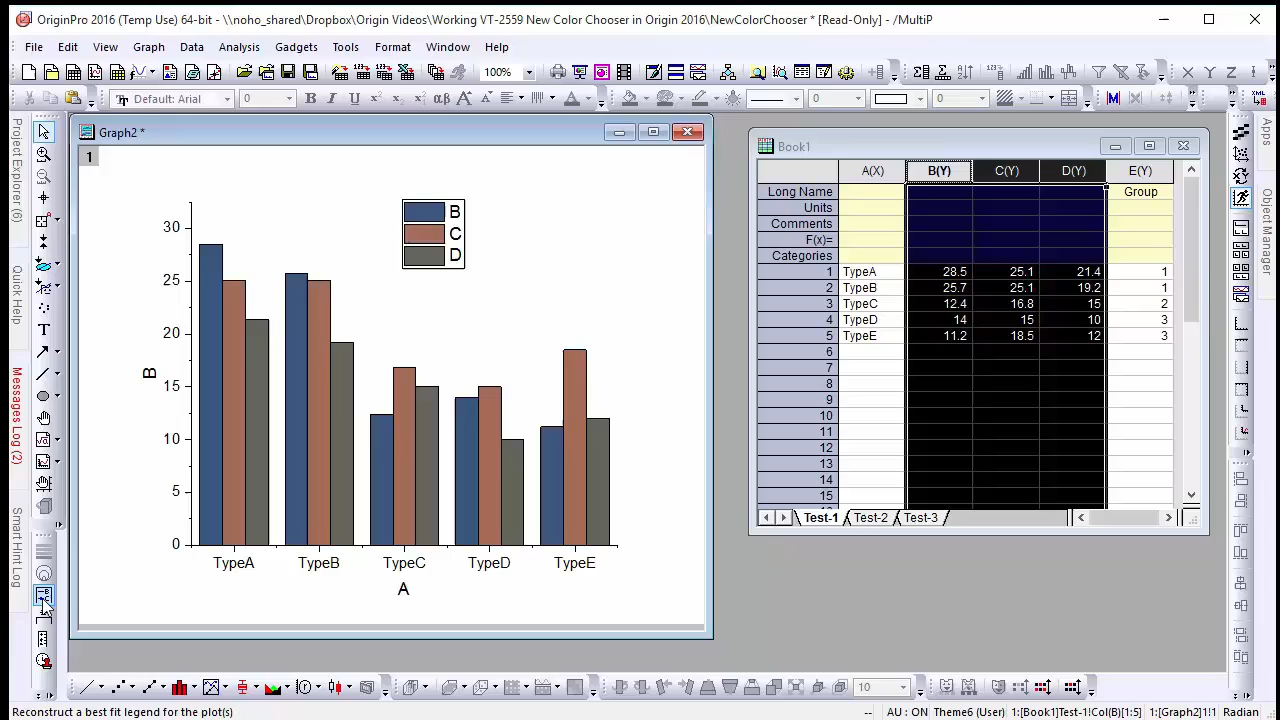 OriginPro 2016 (Temp Use) 64-bit - \\noho_shared\Dropbox\Origin Videos\Working VT-2559 New Color Chooser in Origin 2016\NewColorChooser * [Read-Only] - /MultiP
File Edit View Graph Data Analysis Gadgets Tools Format Window Help
100%
Default: Arial 0 B I U αβ A A 0 0
Project Explorer (6)
Quick Help
Messages Log (2)
Smart Hint Log
Apps
Object Manager
Graph2 *
1
B
C
D
30
25
20
15
10
5
0
B
TypeA TypeB TypeC TypeD TypeE
A
Book1
A(X) B(Y) C(Y) D(Y) E(Y)
Long Name Group
Units
Comments
F(x)=
Categories
1 TypeA 28.5 25.1 21.4 1
2 TypeB 25.7 25.1 19.2 1
3 TypeC 12.4 16.8 15 2
4 TypeD 14 15 10 3
5 TypeE 11.2 18.5 12 3
6
7
8
9
10
11
12
13
14
15
Test-1 Test-2 Test-3
10
Reconstruct a best fit legend for the plot(s) -- AU : ON Theme6 (User) 1:[Book1]Test-1!Col(B)[1:5] 1:[Graph2]1!1 Radian